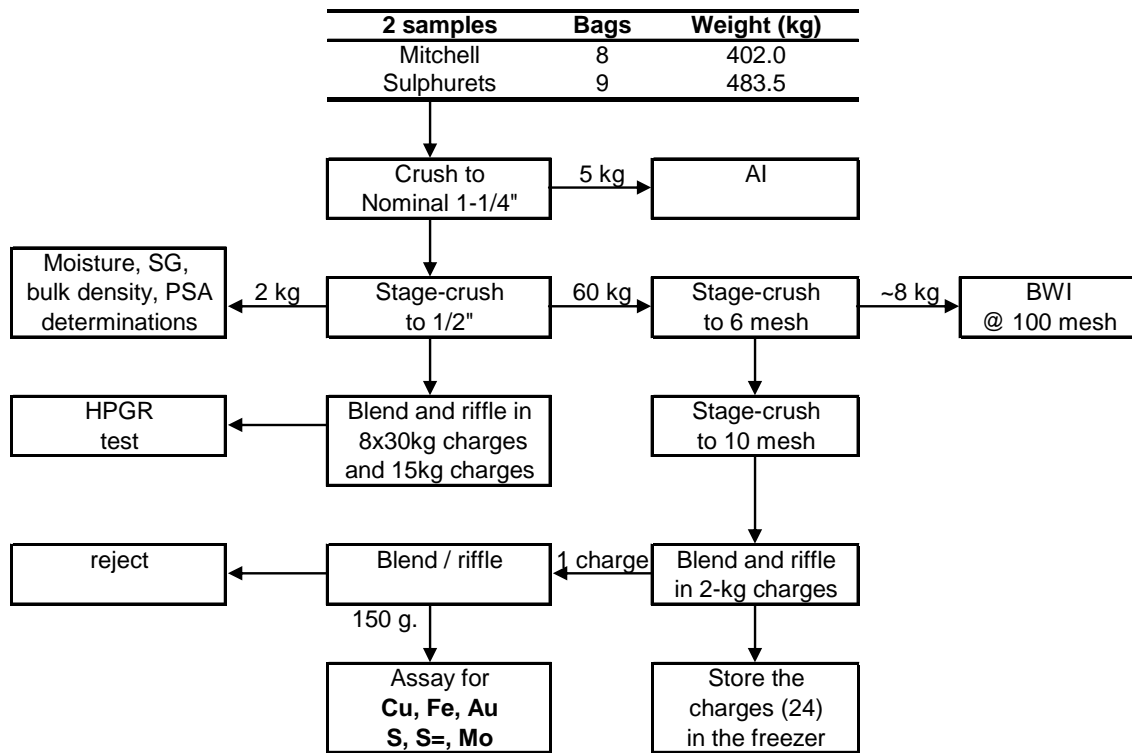 2 samples Bags Weight (kg)
Mitchell 8 402.0
Sulphurets 9 483.5
Crush to
Nominal 1-1/4"
5 kg
AI
Moisture, SG,
bulk density, PSA
determinations
2 kg
Stage-crush
to 1/2"
60 kg
Stage-crush
to 6 mesh
~8 kg
BWI
@ 100 mesh
HPGR
test
Blend and riffle in
8x30kg charges
and 15kg charges
Stage-crush
to 10 mesh
reject
Blend / riffle
1 charge
Blend and riffle
in 2-kg charges
150 g.
Assay for
Cu, Fe, Au
S, S=, Mo
Store the
charges (24)
in the freezer